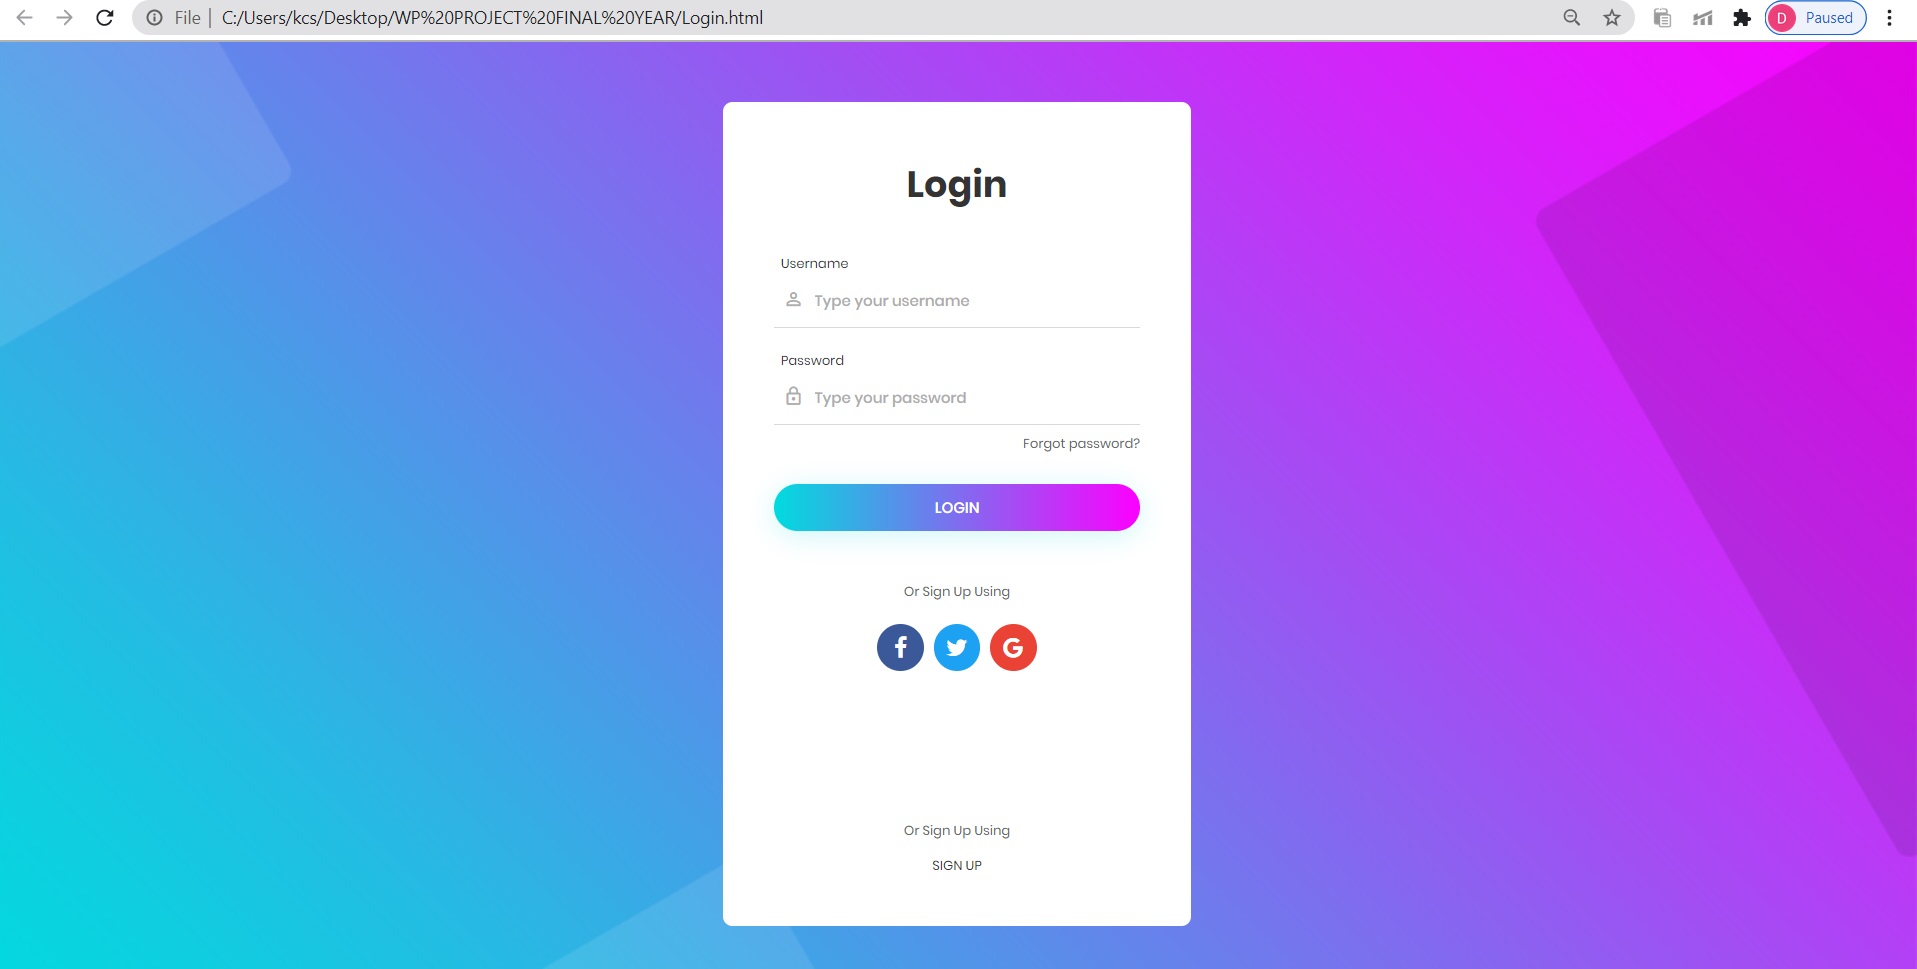 File | C:/Users/kcs/Desktop/WP%20PROJECT%20FINAL%20YEAR/Login.html
D Paused
Login
Username
Type your username
Password
Type your password
Forgot password?
LOGIN
Or Sign Up Using
f G
Or Sign Up Using
SIGN UP